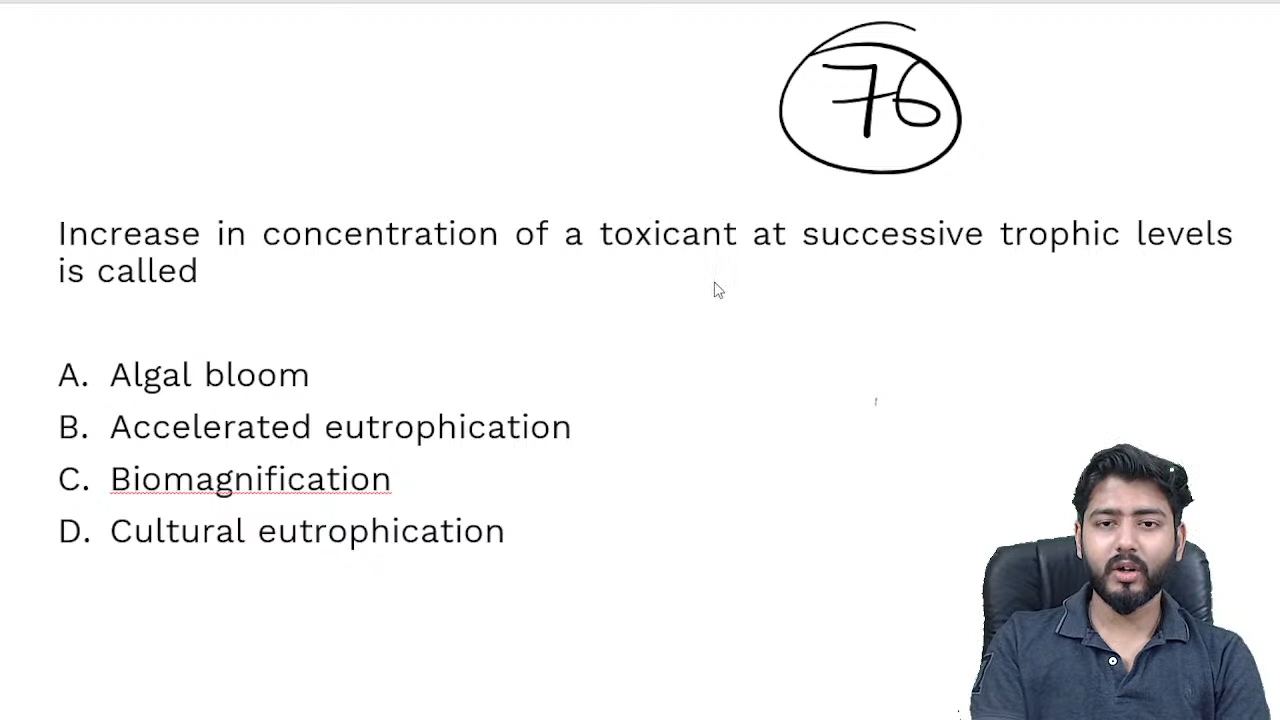 76
Increase in concentration of a toxicant at successive trophic levels
is called
A. Algal bloom
B. Accelerated eutrophication
C. Biomagnification
D. Cultural eutrophication